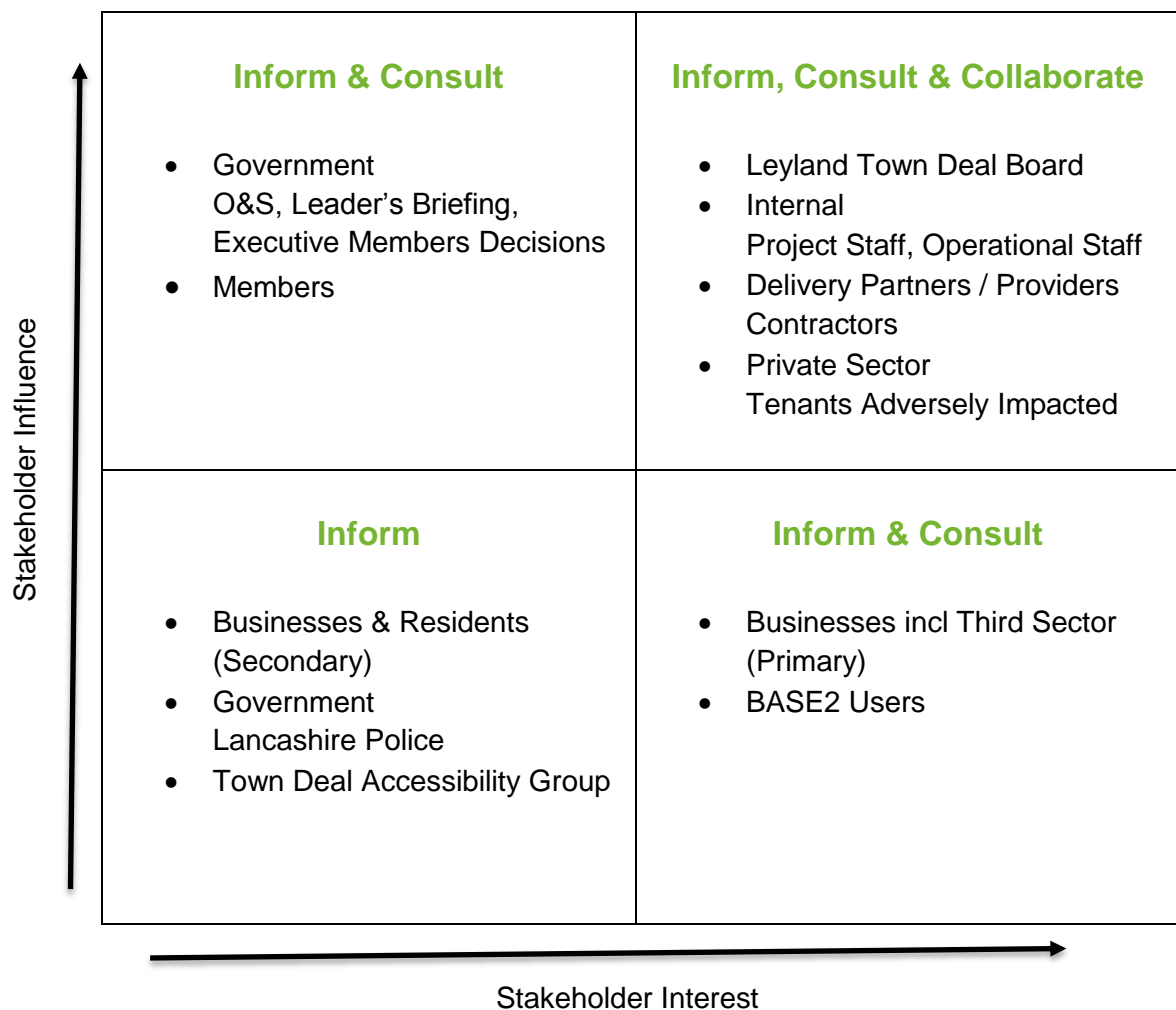 Inform & Consult
Government
O&S, Leader’s Briefing,
Executive Members Decisions
Members
Inform, Consult & Collaborate
Leyland Town Deal Board
Internal
Project Staff, Operational Staff
Delivery Partners / Providers
Contractors
Private Sector
Tenants Adversely Impacted
Stakeholder Influence
Inform
Businesses & Residents
(Secondary)
Government
Lancashire Police
Town Deal Accessibility Group
Inform & Consult
Businesses incl Third Sector
(Primary)
BASE2 Users
Stakeholder Interest